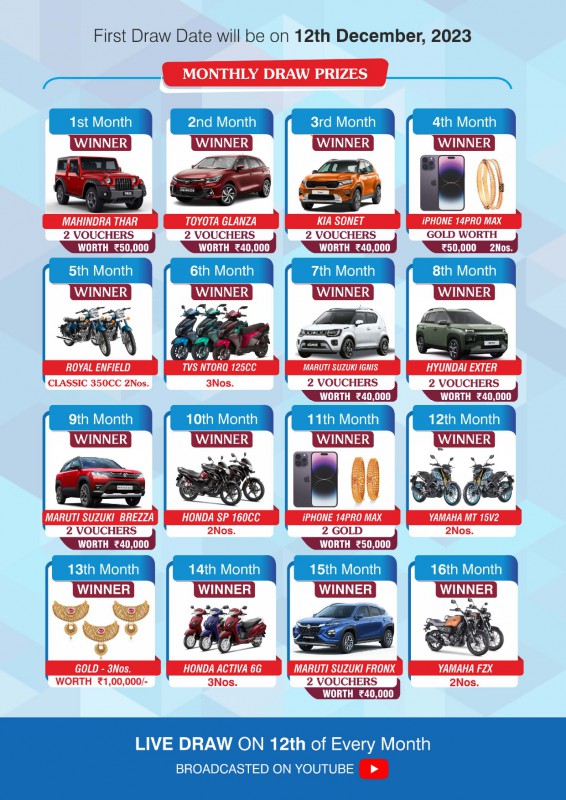 First Draw Date will be on 12th December, 2023
MONTHLY DRAW PRIZES
1st Month
WINNER
MAHINDRA THAR
2 VOUCHERS
WORTH ₹50,000
2nd Month
WINNER
TOYOTA GLANZA
2 VOUCHERS
WORTH ₹40,000
3rd Month
WINNER
KIA SONET
2 VOUCHERS
WORTH ₹40,000
4th Month
WINNER
iPHONE 14PRO MAX
GOLD WORTH
₹50,000 2Nos.
5th Month
WINNER
ROYAL ENFIELD
CLASSIC 350CC 2Nos.
6th Month
WINNER
TVS NTORQ 125CC
3Nos.
7th Month
WINNER
MARUTI SUZUKI IGNIS
2 VOUCHERS
WORTH ₹40,000
8th Month
WINNER
HYUNDAI EXTER
2 VOUCHERS
WORTH ₹40,000
9th Month
WINNER
MARUTI SUZUKI BREZZA
2 VOUCHERS
WORTH ₹40,000
10th Month
WINNER
HONDA SP 160CC
2Nos.
11th Month
WINNER
iPHONE 14PRO MAX
2 GOLD
WORTH ₹50,000
12th Month
WINNER
YAMAHA MT 15V2
2Nos.
13th Month
WINNER
GOLD - 3Nos.
WORTH ₹1,00,000/-
14th Month
WINNER
HONDA ACTIVA 6G
3Nos.
15th Month
WINNER
MARUTI SUZUKI FRONX
2 VOUCHERS
WORTH ₹40,000
16th Month
WINNER
YAMAHA FZX
2Nos.
LIVE DRAW ON 12th of Every Month
BROADCASTED ON YOUTUBE